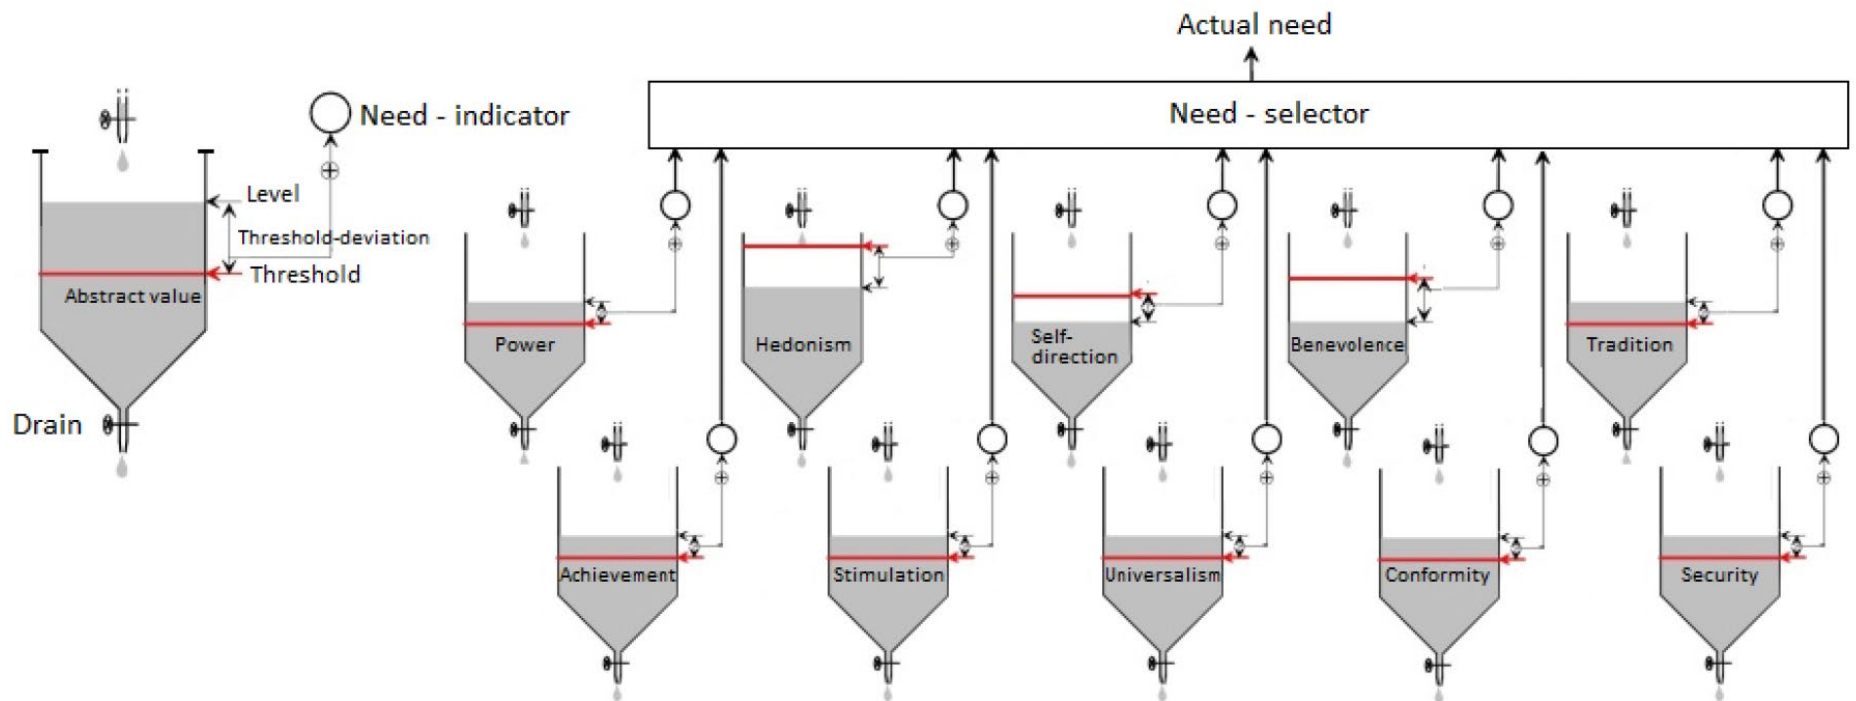 Actual need
Need - indicator
Need - selector
Level
Threshold-deviation
Threshold
Abstract value
Drain
Power
Hedonism
Self-
direction
Benevolence
Tradition
Achievement
Stimulation
Universalism
Conformity
Security